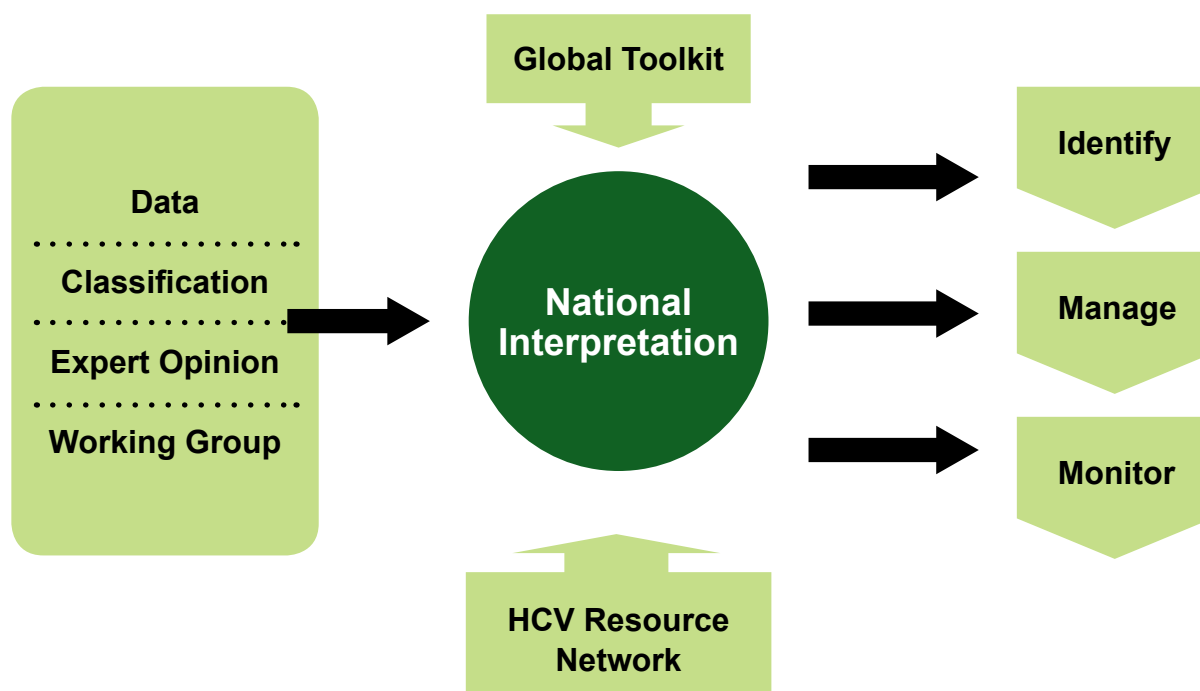 Global Toolkit
Data
Classification
Expert Opinion
Working Group
National
Interpretation
Identify
Manage
Monitor
HCV Resource
Network